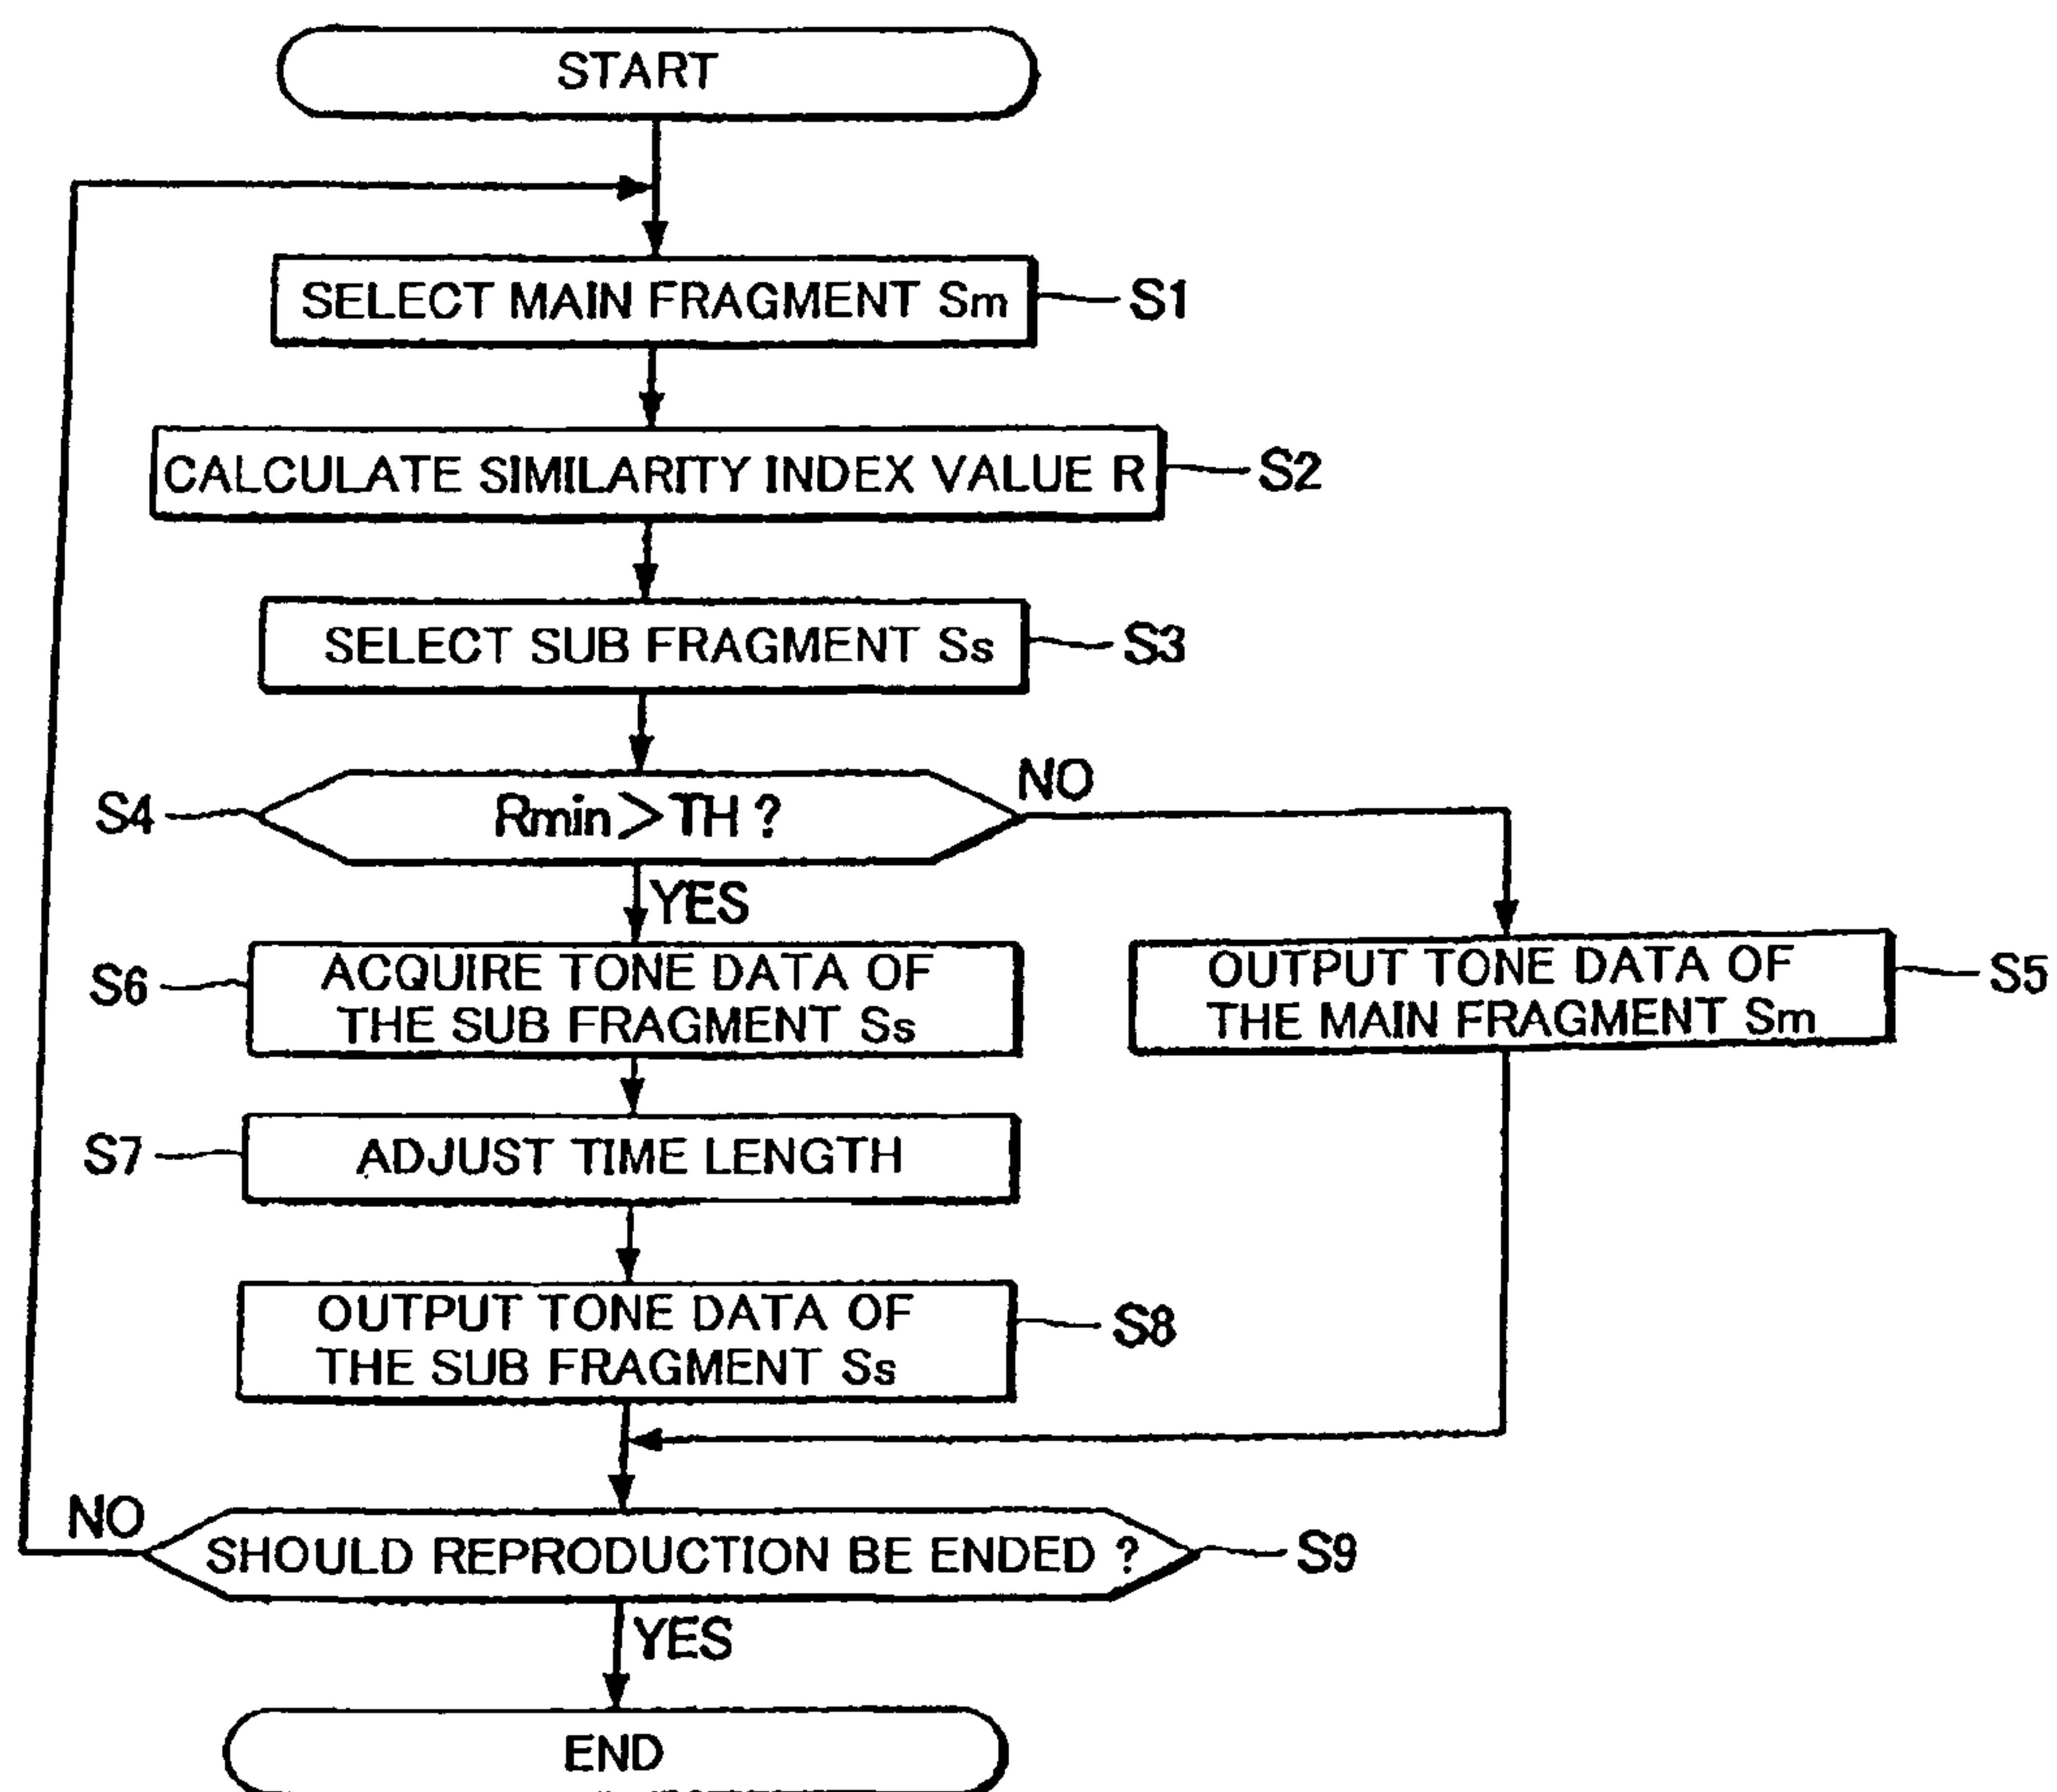 START
SELECT MAIN FRAGMENT Sm
S1
CALCULATE SIMILARITY INDEX VALUE R
S2
SELECT SUB FRAGMENT Ss
S3
S4
Rmin>TH?
NO
YES
S6
ACQUIRE TONE DATA OF
THE SUB FRAGMENT Ss
OUTPUT TONE DATA OF
THE MAIN FRAGMENT Sm
S5
S7
ADJUST TIME LENGTH
OUTPUT TONE DATA OF
THE SUB FRAGMENT Ss
S8
NO
SHOULD REPRODUCTION BE ENDED ?
S9
YES
END